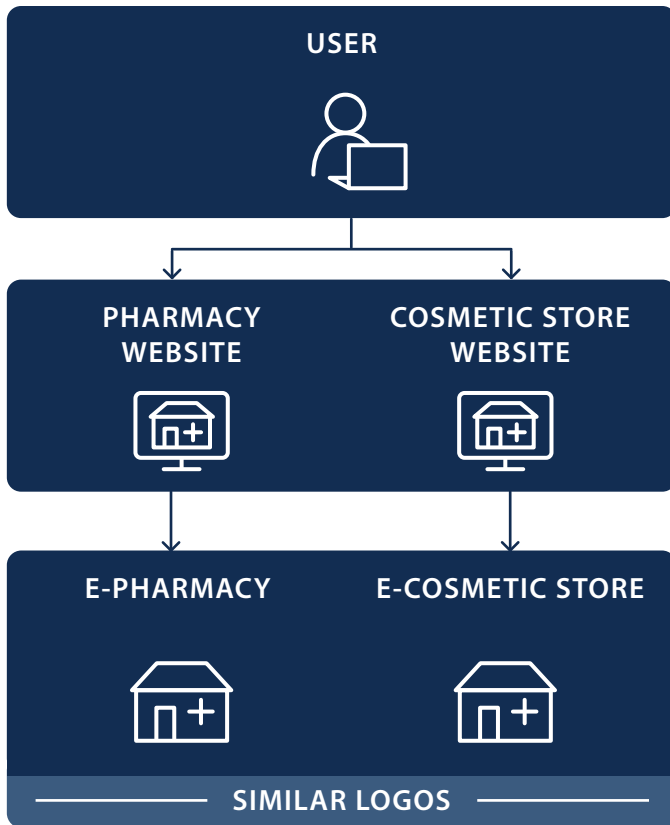 USER
PHARMACY
WEBSITE
COSMETIC STORE
WEBSITE
E-PHARMACY
E-COSMETIC STORE
SIMILAR LOGOS